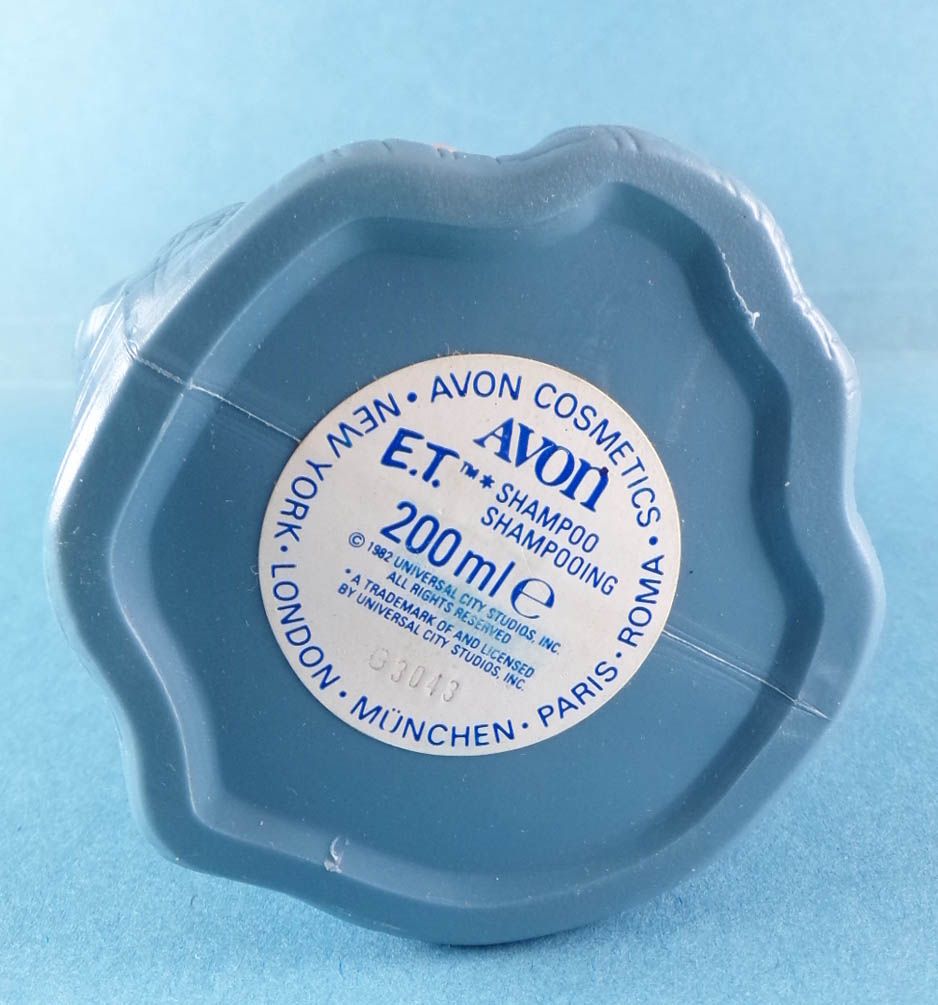 AVON COSMETICS • ROMA • PARIS • MÜNCHEN • LONDON • NEW YORK •
AVON
E.T.™* SHAMPOO
SHAMPOOING
200 ml ℮
© 1982 UNIVERSAL CITY STUDIOS, INC.
ALL RIGHTS RESERVED
• A TRADEMARK OF AND LICENSED
BY UNIVERSAL CITY STUDIOS, INC.
3043